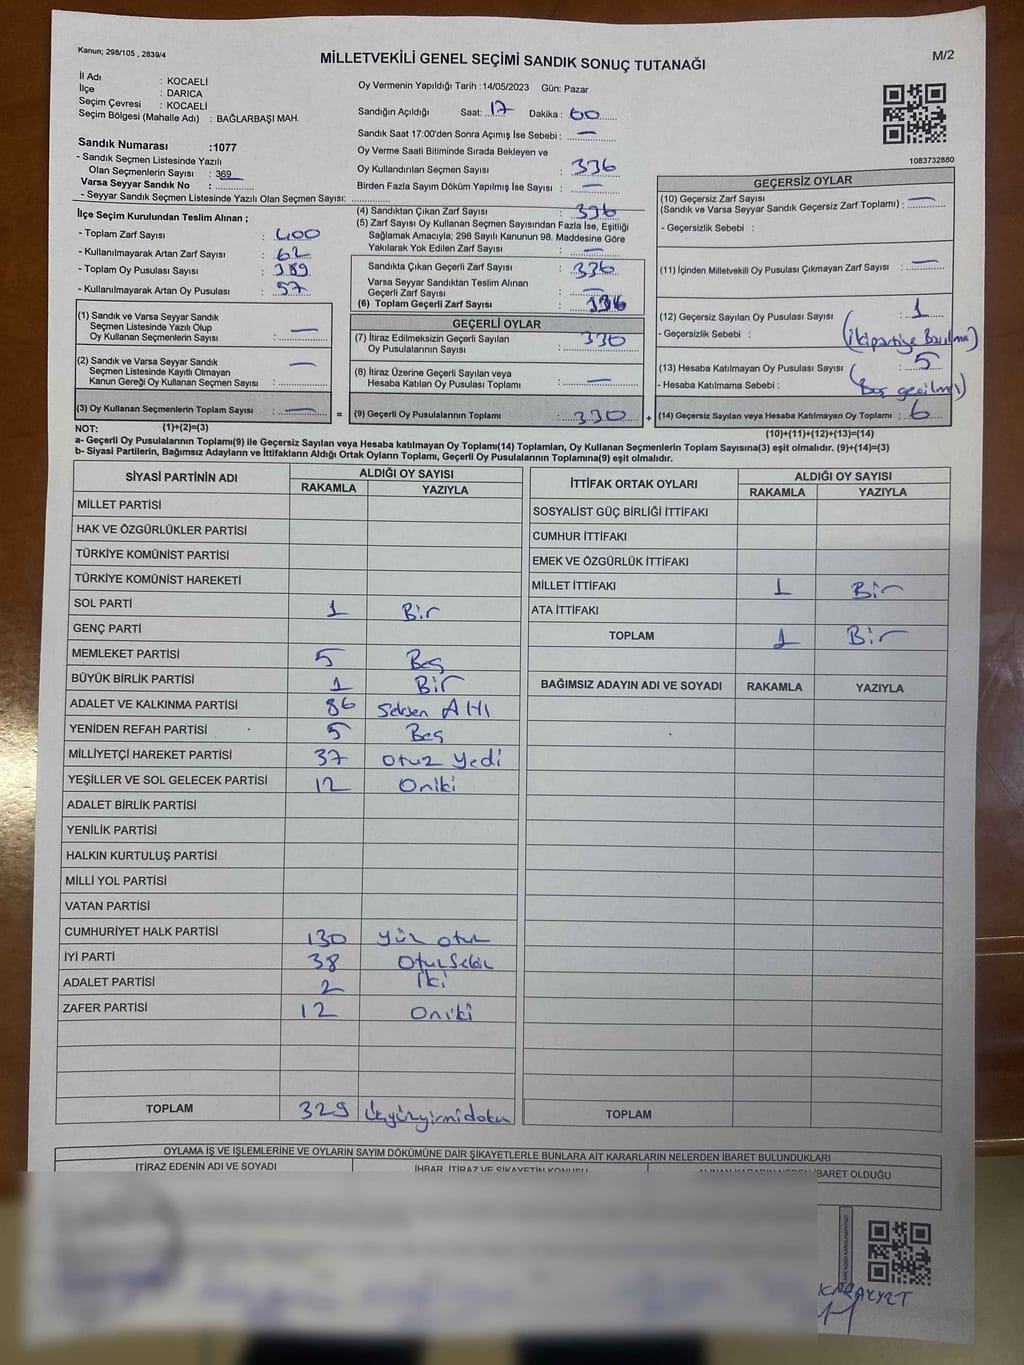 Kanun; 298/105 , 2839/4
MİLLETVEKİLİ GENEL SEÇİMİ SANDIK SONUÇ TUTANAĞI
M/2
İl Adı : KOCAELİ
İlçe : DARICA
Seçim Çevresi : KOCAELİ
Seçim Bölgesi (Mahalle Adı) : BAĞLARBAŞI MAH.
Sandık Numarası :1077
- Sandık Seçmen Listesinde Yazılı
Olan Seçmenlerin Sayısı : 369
Varsa Seyyar Sandık No :
- Seyyar Sandık Seçmen Listesinde Yazılı Olan Seçmen Sayısı:
İlçe Seçim Kurulundan Teslim Alınan ;
- Toplam Zarf Sayısı : 400
- Kullanılmayarak Artan Zarf Sayısı : 62
- Toplam Oy Pusulası Sayısı : 389
- Kullanılmayarak Artan Oy Pusulası : 57
(1) Sandık ve Varsa Seyyar Sandık
Seçmen Listesinde Yazılı Olup
Oy Kullanan Seçmenlerin Sayısı : —
(2) Sandık ve Varsa Seyyar Sandık
Seçmen Listesinde Kayıtlı Olmayan
Kanun Gereği Oy Kullanan Seçmen Sayısı : —
(3) Oy Kullanan Seçmenlerin Toplam Sayısı : —
(1)+(2)=(3)
Oy Vermenin Yapıldığı Tarih :14/05/2023 Gün: Pazar
Sandığın Açıldığı Saat: 17 Dakika : 00
Sandık Saat 17:00'den Sonra Açımış İse Sebebi : —
Oy Verme Saati Bitiminde Sırada Bekleyen ve
Oy Kullandırılan Seçmen Sayısı : 336
Birden Fazla Sayım Döküm Yapılmış İse Sayısı : —
(4) Sandıktan Çıkan Zarf Sayısı : 336
(5) Zarf Sayısı Oy Kullanan Seçmen Sayısından Fazla İse, Eşitliği
Sağlamak Amacıyla; 298 Sayılı Kanunun 98. Maddesine Göre
Yakılarak Yok Edilen Zarf Sayısı : —
Sandıkta Çıkan Geçerli Zarf Sayısı : 336
Varsa Seyyar Sandıktan Teslim Alınan
Geçerli Zarf Sayısı : —
(6) Toplam Geçerli Zarf Sayısı : 336
GEÇERLİ OYLAR
(7) İtiraz Edilmeksizin Geçerli Sayılan
Oy Pusulalarının Sayısı : 330
(8) İtiraz Üzerine Geçerli Sayılan veya
Hesaba Katılan Oy Pusulası Toplamı : —
= (9) Geçerli Oy Pusulalarının Toplamı : 330 +
1083732880
GEÇERSİZ OYLAR
(10) Geçersiz Zarf Sayısı
(Sandık ve Varsa Seyyar Sandık Geçersiz Zarf Toplamı) : —
- Geçersizlik Sebebi :
(11) İçinden Milletvekili Oy Pusulası Çıkmayan Zarf Sayısı : —
(12) Geçersiz Sayılan Oy Pusulası Sayısı : 1
- Geçersizlik Sebebi : (İki partiye Basılma)
(13) Hesaba Katılmayan Oy Pusulası Sayısı : 5
- Hesaba Katılmama Sebebi : (Boş geçilmiş)
(14) Geçersiz Sayılan veya Hesaba Katılmayan Oy Toplamı : 6
(10)+(11)+(12)+(13)=(14)
NOT:
a- Geçerli Oy Pusulalarının Toplamı(9) ile Geçersiz Sayılan veya Hesaba katılmayan Oy Toplamı(14) Toplamları, Oy Kullanan Seçmenlerin Toplam Sayısına(3) eşit olmalıdır. (9)+(14)=(3)
b- Siyasi Partilerin, Bağımsız Adayların ve İttifakların Aldığı Ortak Oyların Toplamı, Geçerli Oy Pusulalarının Toplamına(9) eşit olmalıdır.
SİYASİ PARTİNİN ADI ALDIĞI OY SAYISI
RAKAMLA YAZIYLA
MİLLET PARTİSİ
HAK VE ÖZGÜRLÜKLER PARTİSİ
TÜRKİYE KOMÜNİST PARTİSİ
TÜRKİYE KOMÜNİST HAREKETİ
SOL PARTİ 1 Bir
GENÇ PARTİ
MEMLEKET PARTİSİ 5 Beş
BÜYÜK BİRLİK PARTİSİ 1 Bir
ADALET VE KALKINMA PARTİSİ 86 Seksen Altı
YENİDEN REFAH PARTİSİ 5 Beş
MİLLİYETÇİ HAREKET PARTİSİ 37 Otuz Yedi
YEŞİLLER VE SOL GELECEK PARTİSİ 12 Oniki
ADALET BİRLİK PARTİSİ
YENİLİK PARTİSİ
HALKIN KURTULUŞ PARTİSİ
MİLLİ YOL PARTİSİ
VATAN PARTİSİ
CUMHURİYET HALK PARTİSİ 130 Yüz otuz
İYİ PARTİ 38 Otuz Sekiz
ADALET PARTİSİ 2 İki
ZAFER PARTİSİ 12 Oniki
TOPLAM 329 Üçyüzyirmidokuz
İTTİFAK ORTAK OYLARI ALDIĞI OY SAYISI
RAKAMLA YAZIYLA
SOSYALİST GÜÇ BİRLİĞİ İTTİFAKI
CUMHUR İTTİFAKI
EMEK VE ÖZGÜRLÜK İTTİFAKI
MİLLET İTTİFAKI 1 Bir
ATA İTTİFAKI
TOPLAM 1 Bir
BAĞIMSIZ ADAYIN ADI VE SOYADI RAKAMLA YAZIYLA
TOPLAM
OYLAMA İŞ VE İŞLEMLERİNE VE OYLARIN SAYIM DÖKÜMÜNE DAİR ŞİKAYETLERLE BUNLARA AİT KARARLARIN NELERDEN İBARET BULUNDUKLARI
İTİRAZ EDENİN ADI VE SOYADI İHBAR, İTİRAZ VE ŞİKAYETİN KONUSU ALINAN KARARIN NEDEN İBARET OLDUĞU